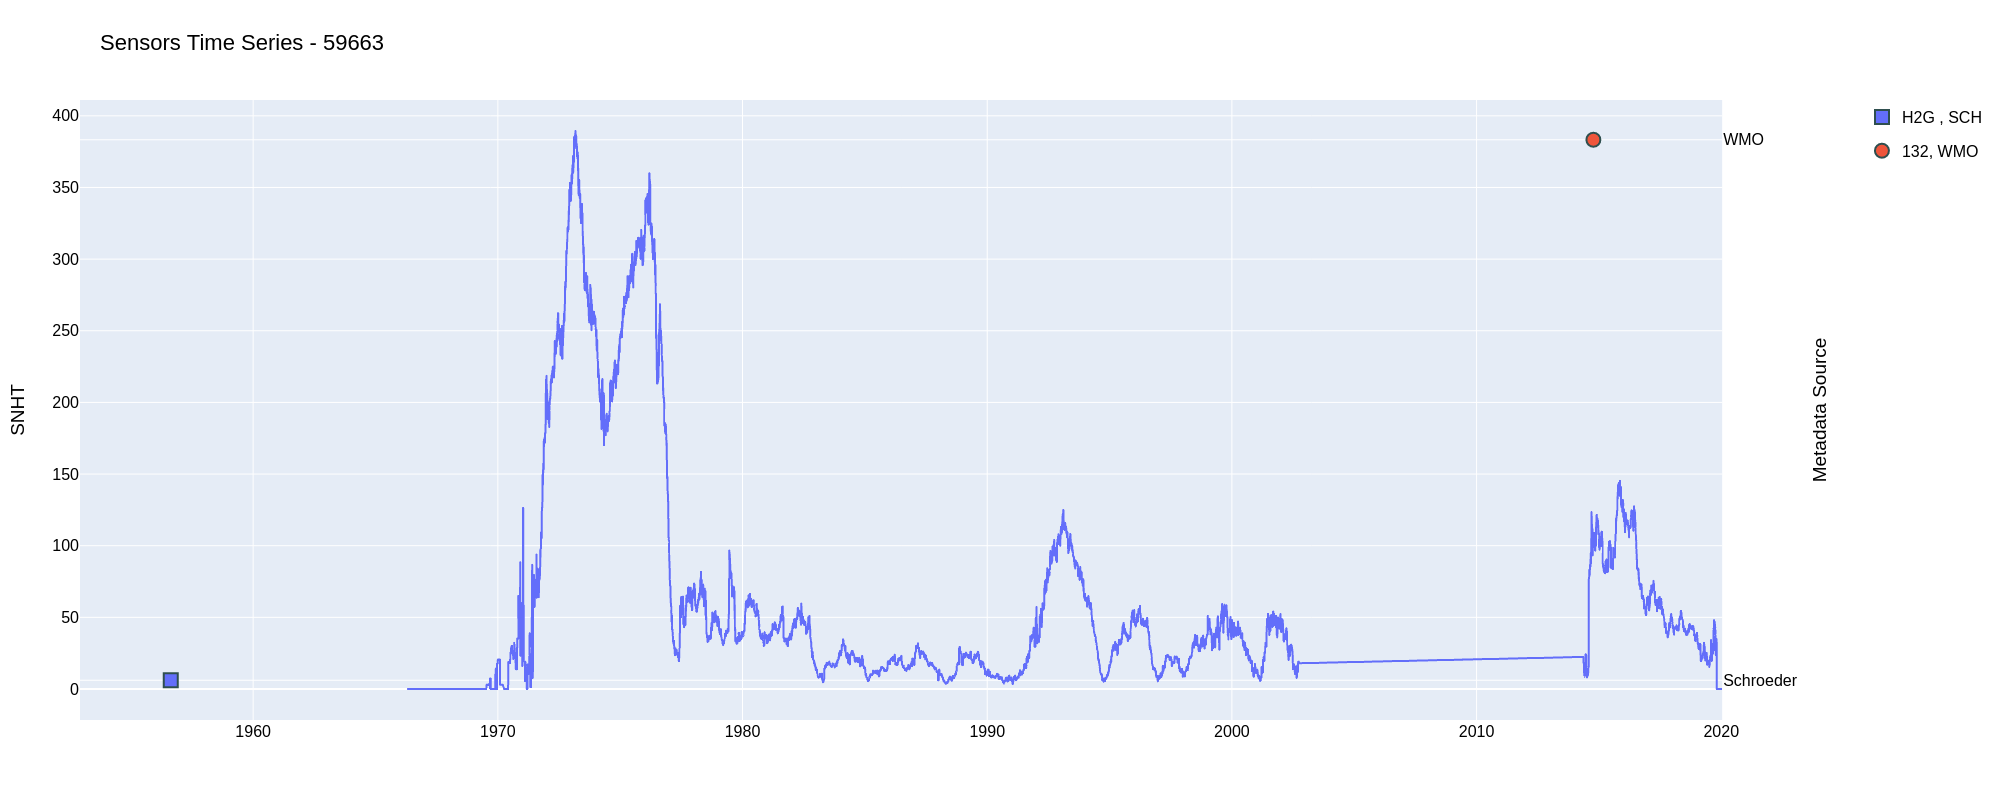 Sensors Time Series - 59663
H2G , SCH
132, WMO
400
350
300
250
200
150
100
50
0
SNHT
WMO
Schroeder
Metadata Source
1960
1970
1980
1990
2000
2010
2020